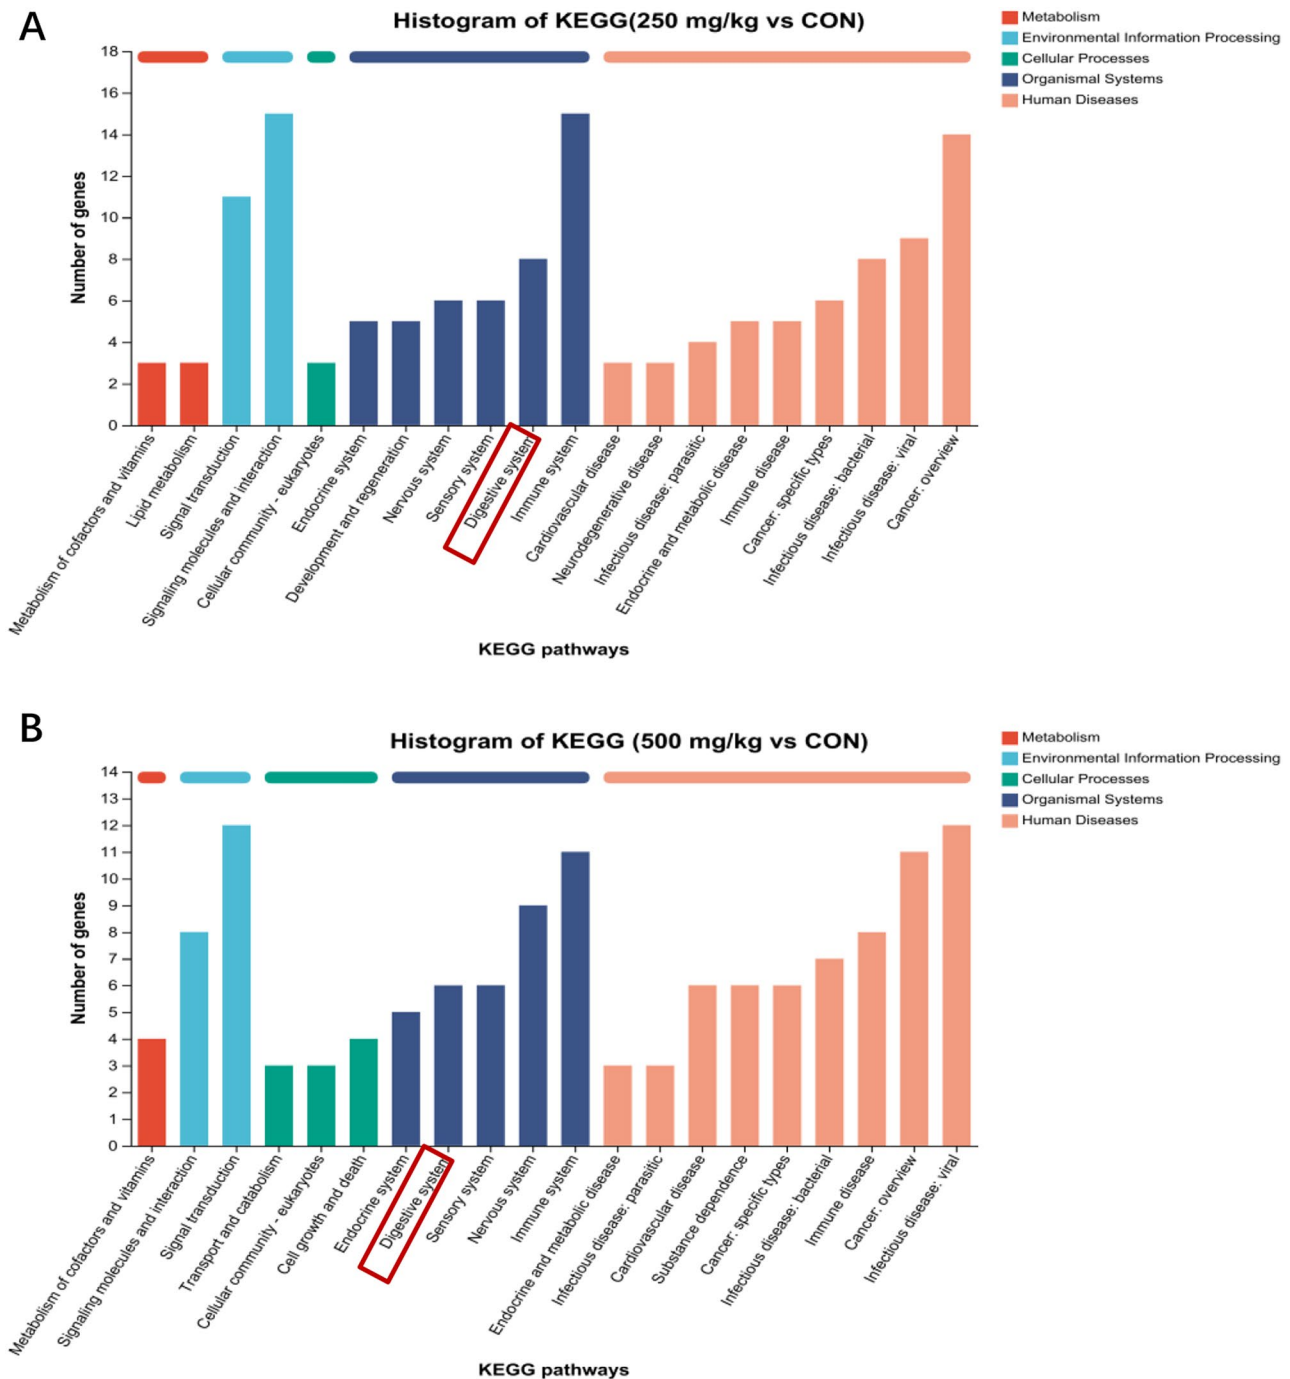 A
Histogram of KEGG(250 mg/kg vs CON)
Metabolism
Environmental Information Processing
Cellular Processes
Organismal Systems
Human Diseases
Number of genes
18
16
14
12
10
8
6
4
2
0
Metabolism of cofactors and vitamins
Lipid metabolism
Signal transduction
Signaling molecules and interaction
Cellular community - eukaryotes
Endocrine system
Development and regeneration
Nervous system
Sensory system
Digestive system
Immune system
Cardiovascular disease
Neurodegenerative disease
Infectious disease: parasitic
Endocrine and metabolic disease
Immune disease
Cancer: specific types
Infectious disease: bacterial
Infectious disease: viral
Cancer: overview
KEGG pathways
B
Histogram of KEGG (500 mg/kg vs CON)
Metabolism
Environmental Information Processing
Cellular Processes
Organismal Systems
Human Diseases
Number of genes
14
13
12
11
10
9
8
7
6
5
4
3
2
1
0
Metabolism of cofactors and vitamins
Signaling molecules and interaction
Signal transduction
Transport and catabolism
Cellular community - eukaryotes
Cell growth and death
Endocrine system
Digestive system
Sensory system
Nervous system
Immune system
Endocrine and metabolic disease
Infectious disease: parasitic
Cardiovascular disease
Substance dependence
Cancer: specific types
Infectious disease: bacterial
Immune disease
Cancer: overview
Infectious disease: viral
KEGG pathways